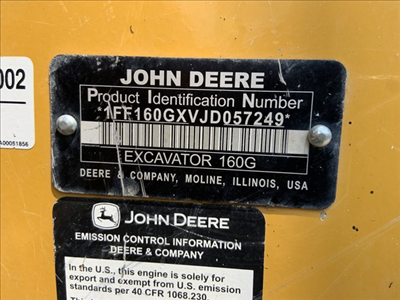 002
A00051856
JOHN DEERE
Product Identification Number
*1FF160GXVJD057249*
EXCAVATOR 160G
DEERE & COMPANY, MOLINE, ILLINOIS, USA
JOHN DEERE
EMISSION CONTROL INFORMATION
DEERE & COMPANY
In the U.S., this engine is solely for
export and exempt from U.S. emission
standards per 40 CFR 1068.230.